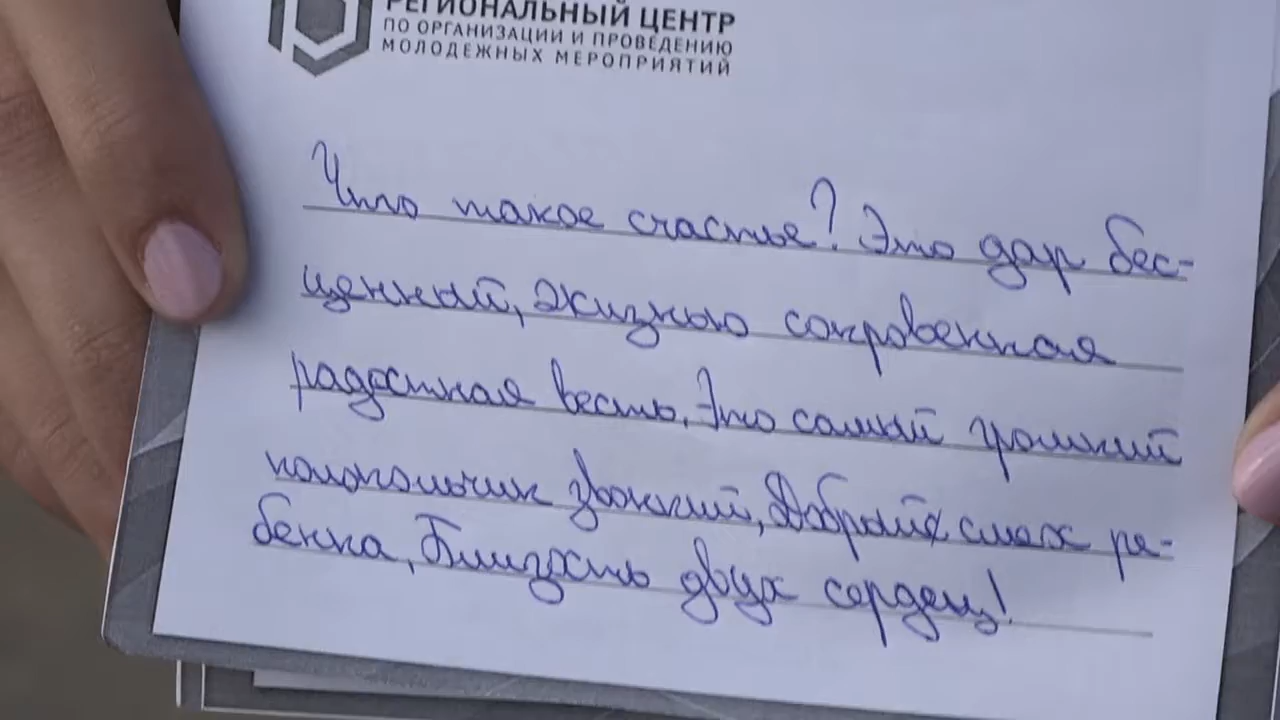 РЕГИОНАЛЬНЫЙ ЦЕНТР
ПО ОРГАНИЗАЦИИ И ПРОВЕДЕНИЮ
МОЛОДЕЖНЫХ МЕРОПРИЯТИЙ
Что такое счастье? Это дар бес-
ценный, Жизнью сокровенная
радостная весть, Это самый громкий
колокольчик звонкий, Добрый смех ре-
бенка, Близость двух сердец!